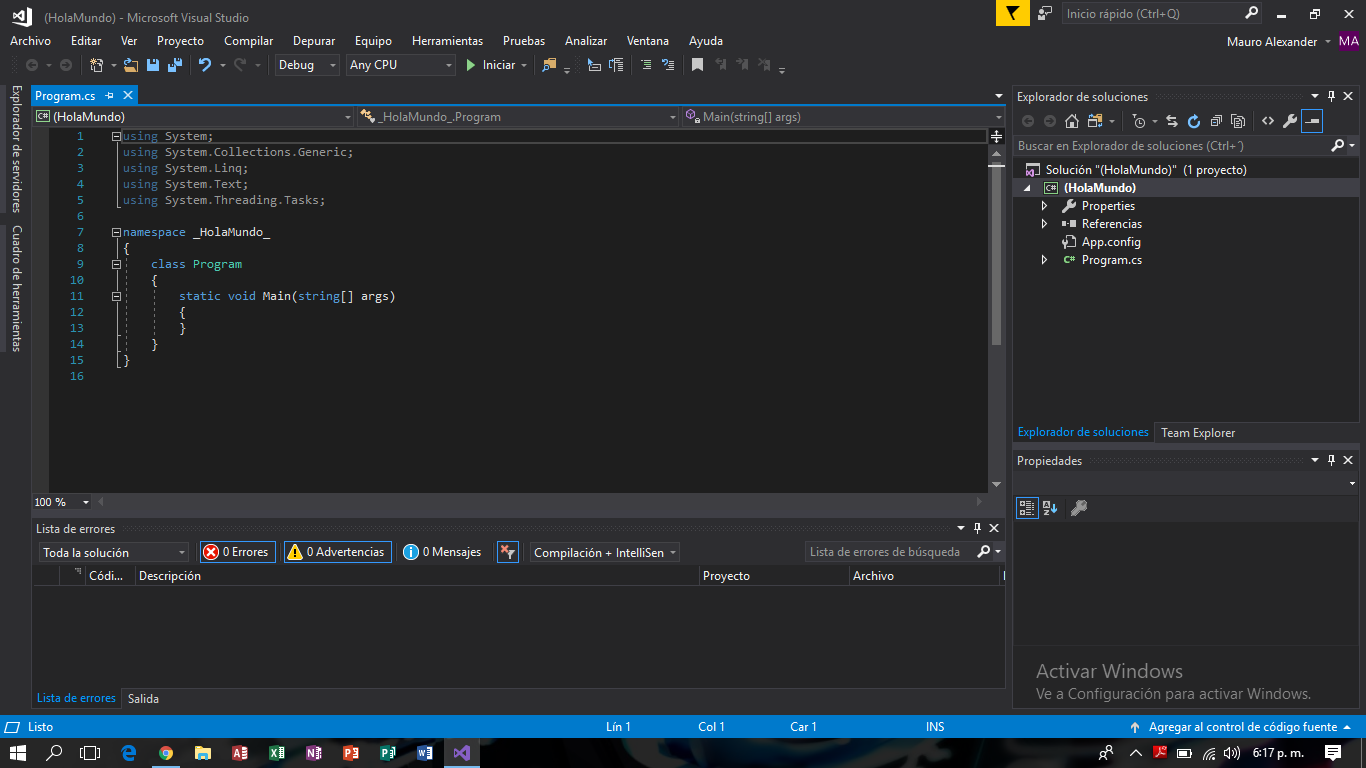 (HolaMundo) - Microsoft Visual Studio
Inicio rápido (Ctrl+Q)
Archivo Editar Ver Proyecto Compilar Depurar Equipo Herramientas Pruebas Analizar Ventana Ayuda
Mauro Alexander MA
Debug Any CPU Iniciar
Explorador de servidores
Cuadro de herramientas
Program.cs
(HolaMundo) _HolaMundo_.Program Main(string[] args)
1 using System;
2 using System.Collections.Generic;
3 using System.Linq;
4 using System.Text;
5 using System.Threading.Tasks;
6
7 namespace _HolaMundo_
8 {
9 class Program
10 {
11 static void Main(string[] args)
12 {
13 }
14 }
15 }
16
100 %
Lista de errores
Toda la solución 0 Errores 0 Advertencias 0 Mensajes Compilación + IntelliSen Lista de errores de búsqueda
Códi... Descripción Proyecto Archivo
Lista de errores Salida
Explorador de soluciones
Buscar en Explorador de soluciones (Ctrl+´)
Solución "(HolaMundo)" (1 proyecto)
C# (HolaMundo)
Properties
Referencias
App.config
C# Program.cs
Explorador de soluciones Team Explorer
Propiedades
Activar Windows
Ve a Configuración para activar Windows.
Listo Lín 1 Col 1 Car 1 INS Agregar al control de código fuente
6:17 p. m.